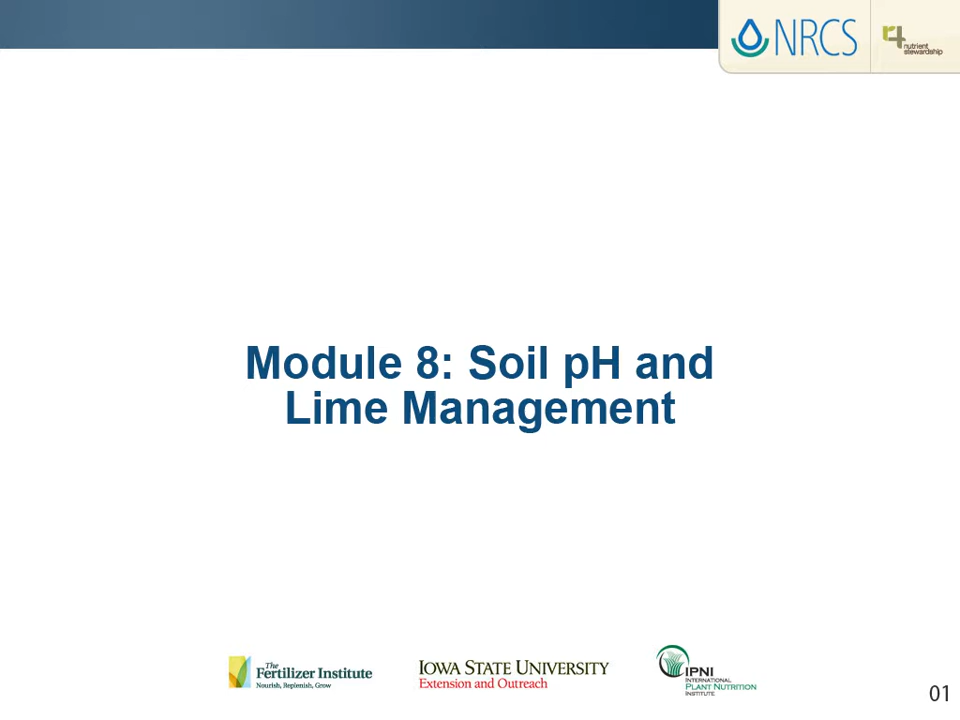 NRCS
r4 nutrient
stewardship
Module 8: Soil pH and
Lime Management
The
Fertilizer Institute
Nourish, Replenish, Grow
IOWA STATE UNIVERSITY
Extension and Outreach
IPNI
INTERNATIONAL
PLANT NUTRITION
INSTITUTE
01